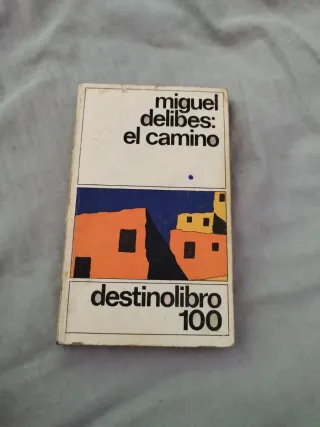 miguel
delibes:
el camino
destinolibro
100